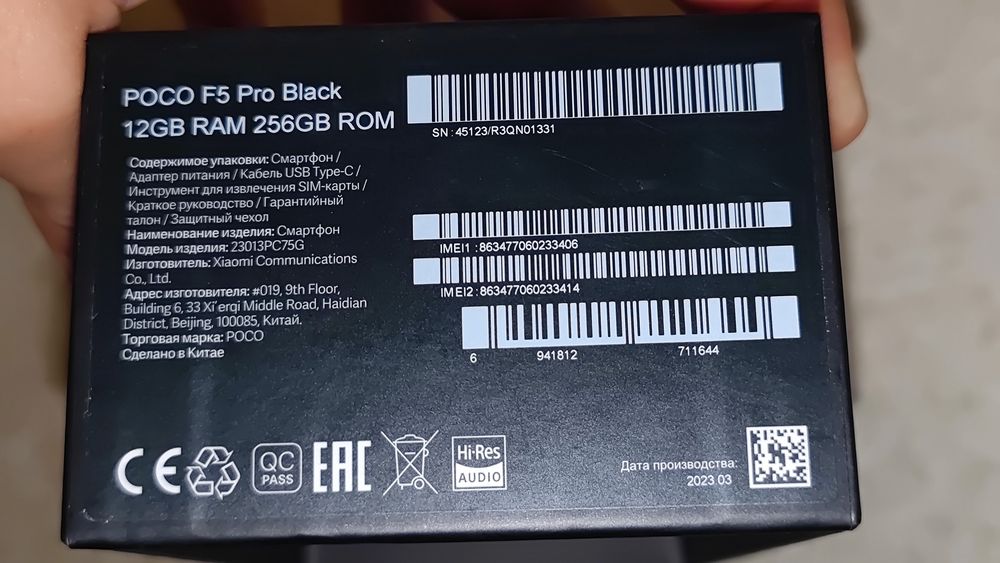 POCO F5 Pro Black
12GB RAM 256GB ROM
Содержимое упаковки: Смартфон /
Адаптер питания / Кабель USB Type-C /
Инструмент для извлечения SIM-карты /
Краткое руководство / Гарантийный
талон / Защитный чехол
Наименование изделия: Смартфон
Модель изделия: 23013PC75G
Изготовитель: Xiaomi Communications
Co., Ltd.
Адрес изготовителя: #019, 9th Floor,
Building 6, 33 Xi'erqi Middle Road, Haidian
District, Beijing, 100085, Китай.
Торговая марка: POCO
Сделано в Китае
SN : 45123/R3QN01331
IMEI1 : 863477060233406
IMEI2 : 863477060233414
6 941812 711644
CE
QC
PASS
EAC
Hi-Res
AUDIO
Дата производства:
2023 03